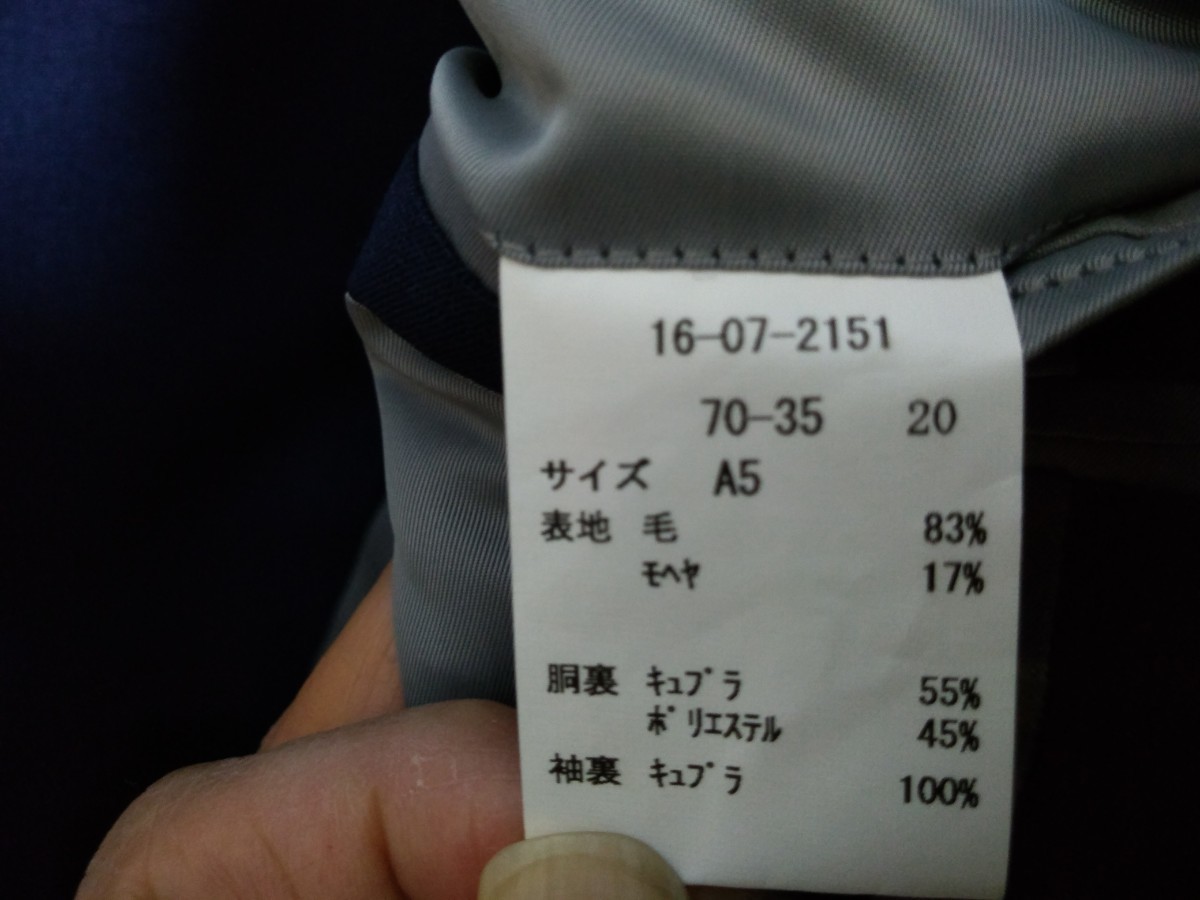 16-07-2151
70-35 20
サイズ A5
表地 毛 83%
ﾓﾍﾔ 17%
胴裏 ｷｭﾌﾟﾗ 55%
ﾎﾟﾘｴｽﾃﾙ 45%
袖裏 ｷｭﾌﾟﾗ 100%